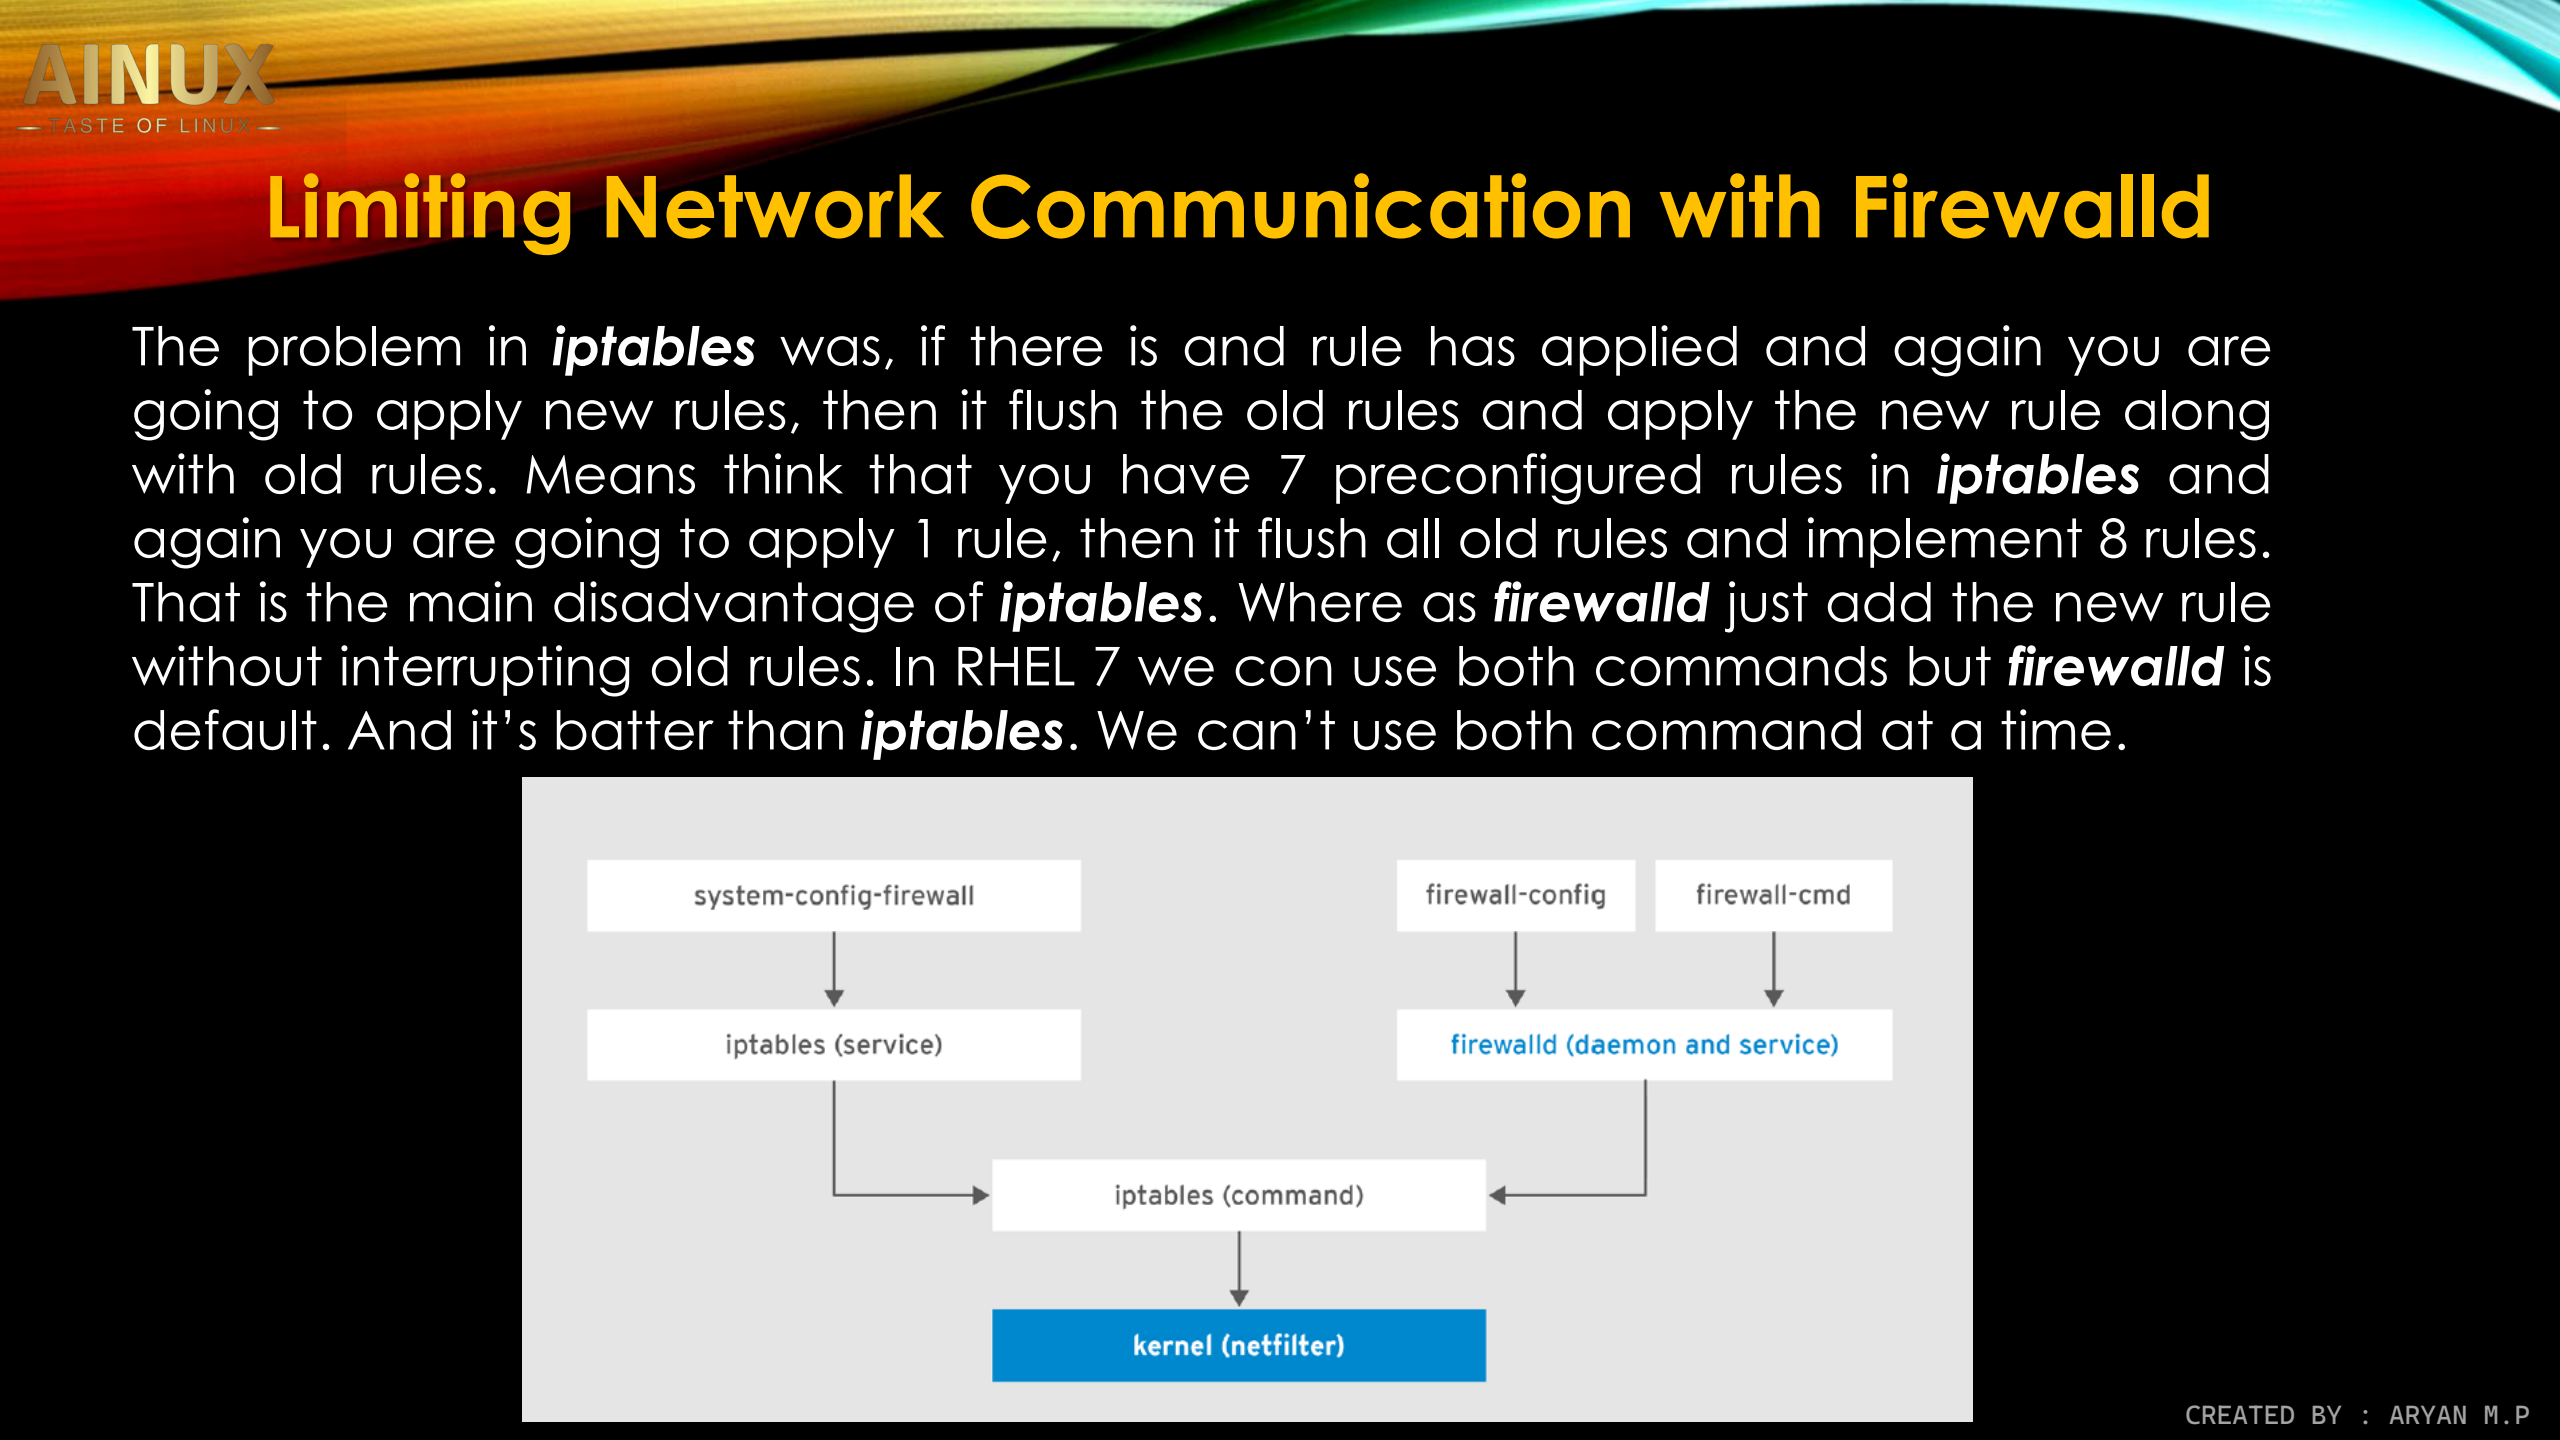 AINUX
TASTE OF LINUX
Limiting Network Communication with Firewalld
The problem in iptables was, if there is and rule has applied and again you are
going to apply new rules, then it flush the old rules and apply the new rule along
with old rules. Means think that you have 7 preconfigured rules in iptables and
again you are going to apply 1 rule, then it flush all old rules and implement 8 rules.
That is the main disadvantage of iptables. Where as firewalld just add the new rule
without interrupting old rules. In RHEL 7 we con use both commands but firewalld is
default. And it’s batter than iptables. We can’t use both command at a time.
system-config-firewall
firewall-config
firewall-cmd
iptables (service)
firewalld (daemon and service)
iptables (command)
kernel (netfilter)
CREATED BY : ARYAN M.P